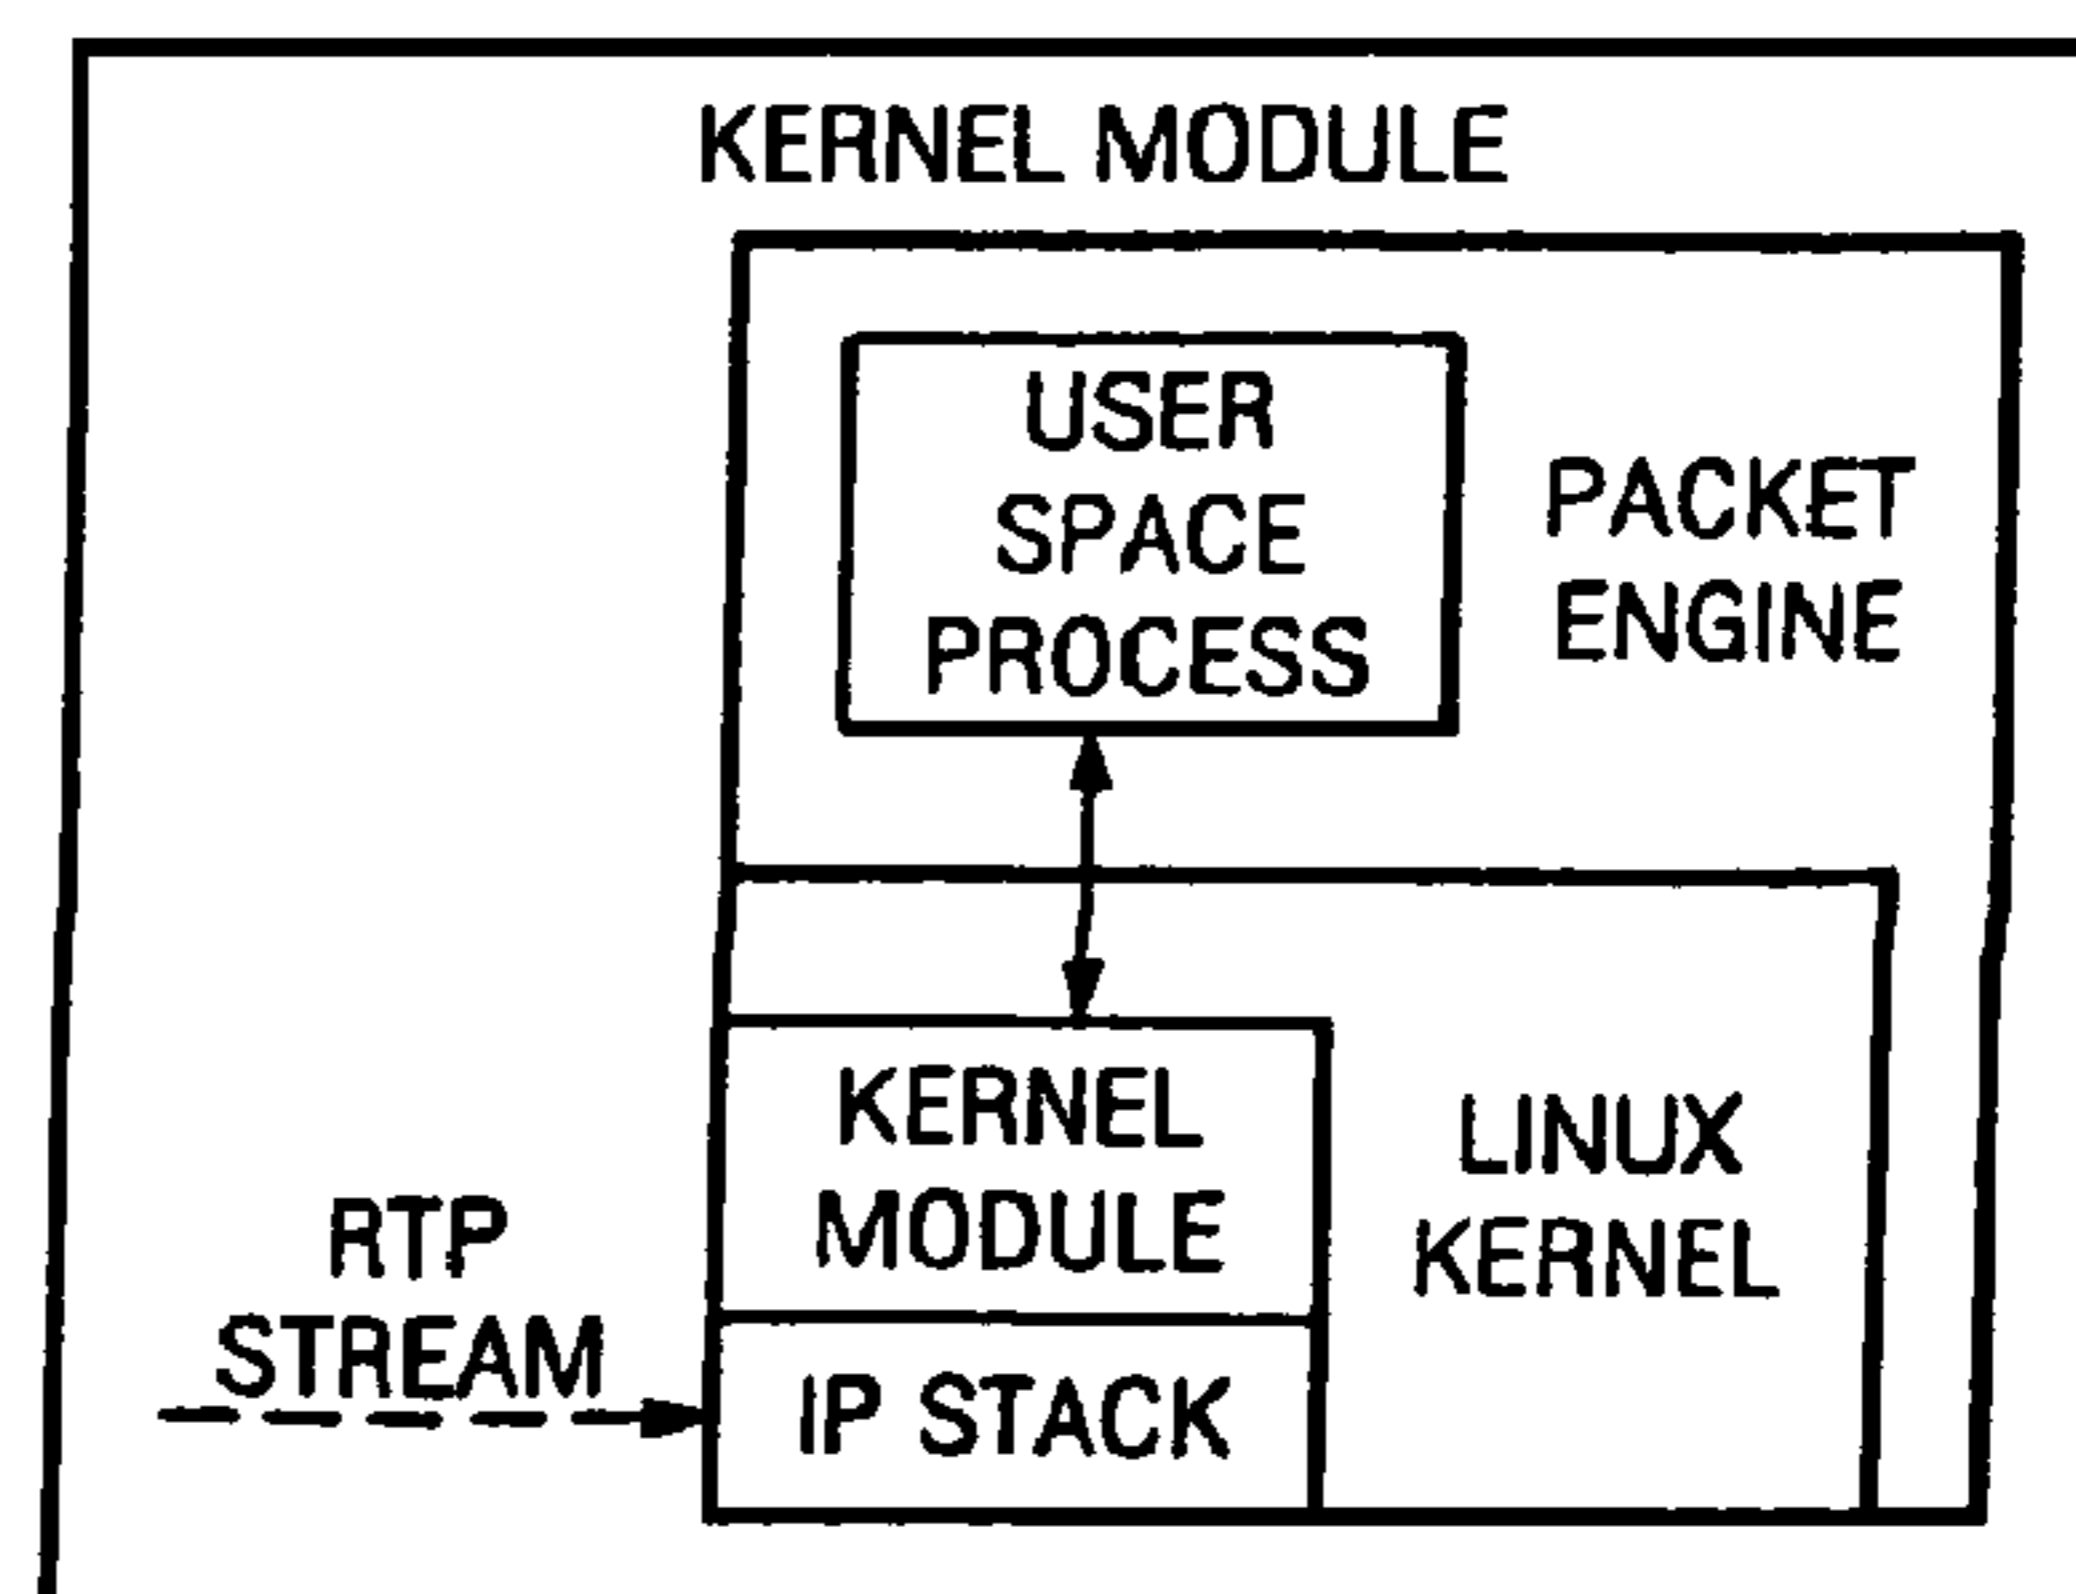 KERNEL MODULE
USER
SPACE
PROCESS
PACKET
ENGINE
KERNEL
MODULE
LINUX
KERNEL
RTP
STREAM
IP STACK